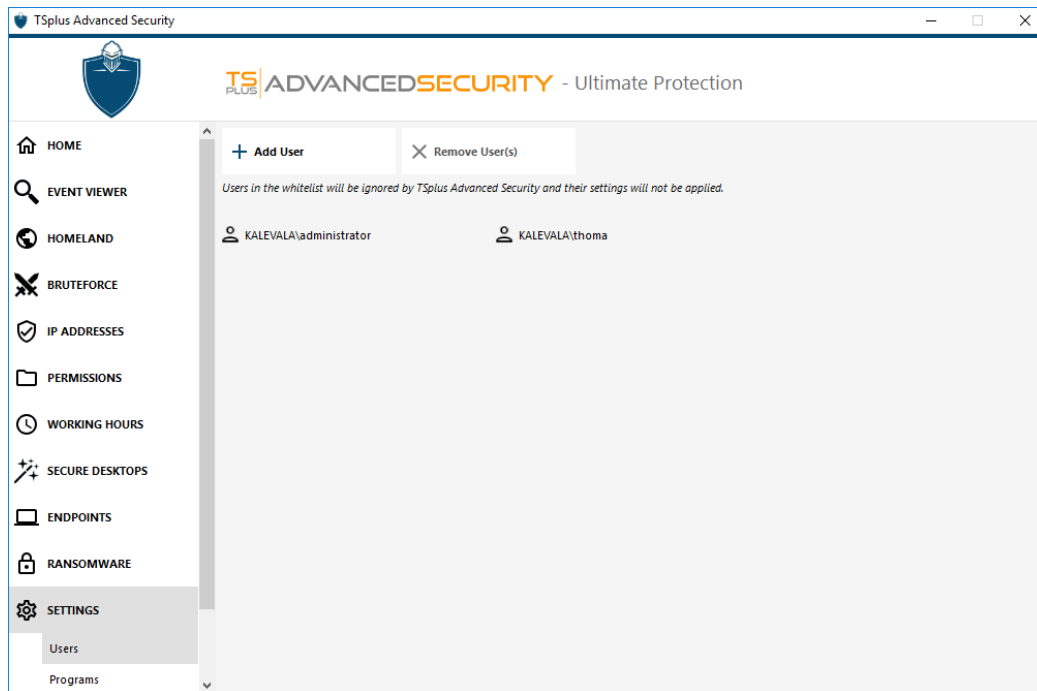 TSplus Advanced Security
TS PLUS ADVANCEDSECURITY - Ultimate Protection
HOME
EVENT VIEWER
HOMELAND
BRUTEFORCE
IP ADDRESSES
PERMISSIONS
WORKING HOURS
SECURE DESKTOPS
ENDPOINTS
RANSOMWARE
SETTINGS
Users
Programs
Add User
Remove User(s)
Users in the whitelist will be ignored by TSplus Advanced Security and their settings will not be applied.
KALEVALA\administrator
KALEVALA\thoma